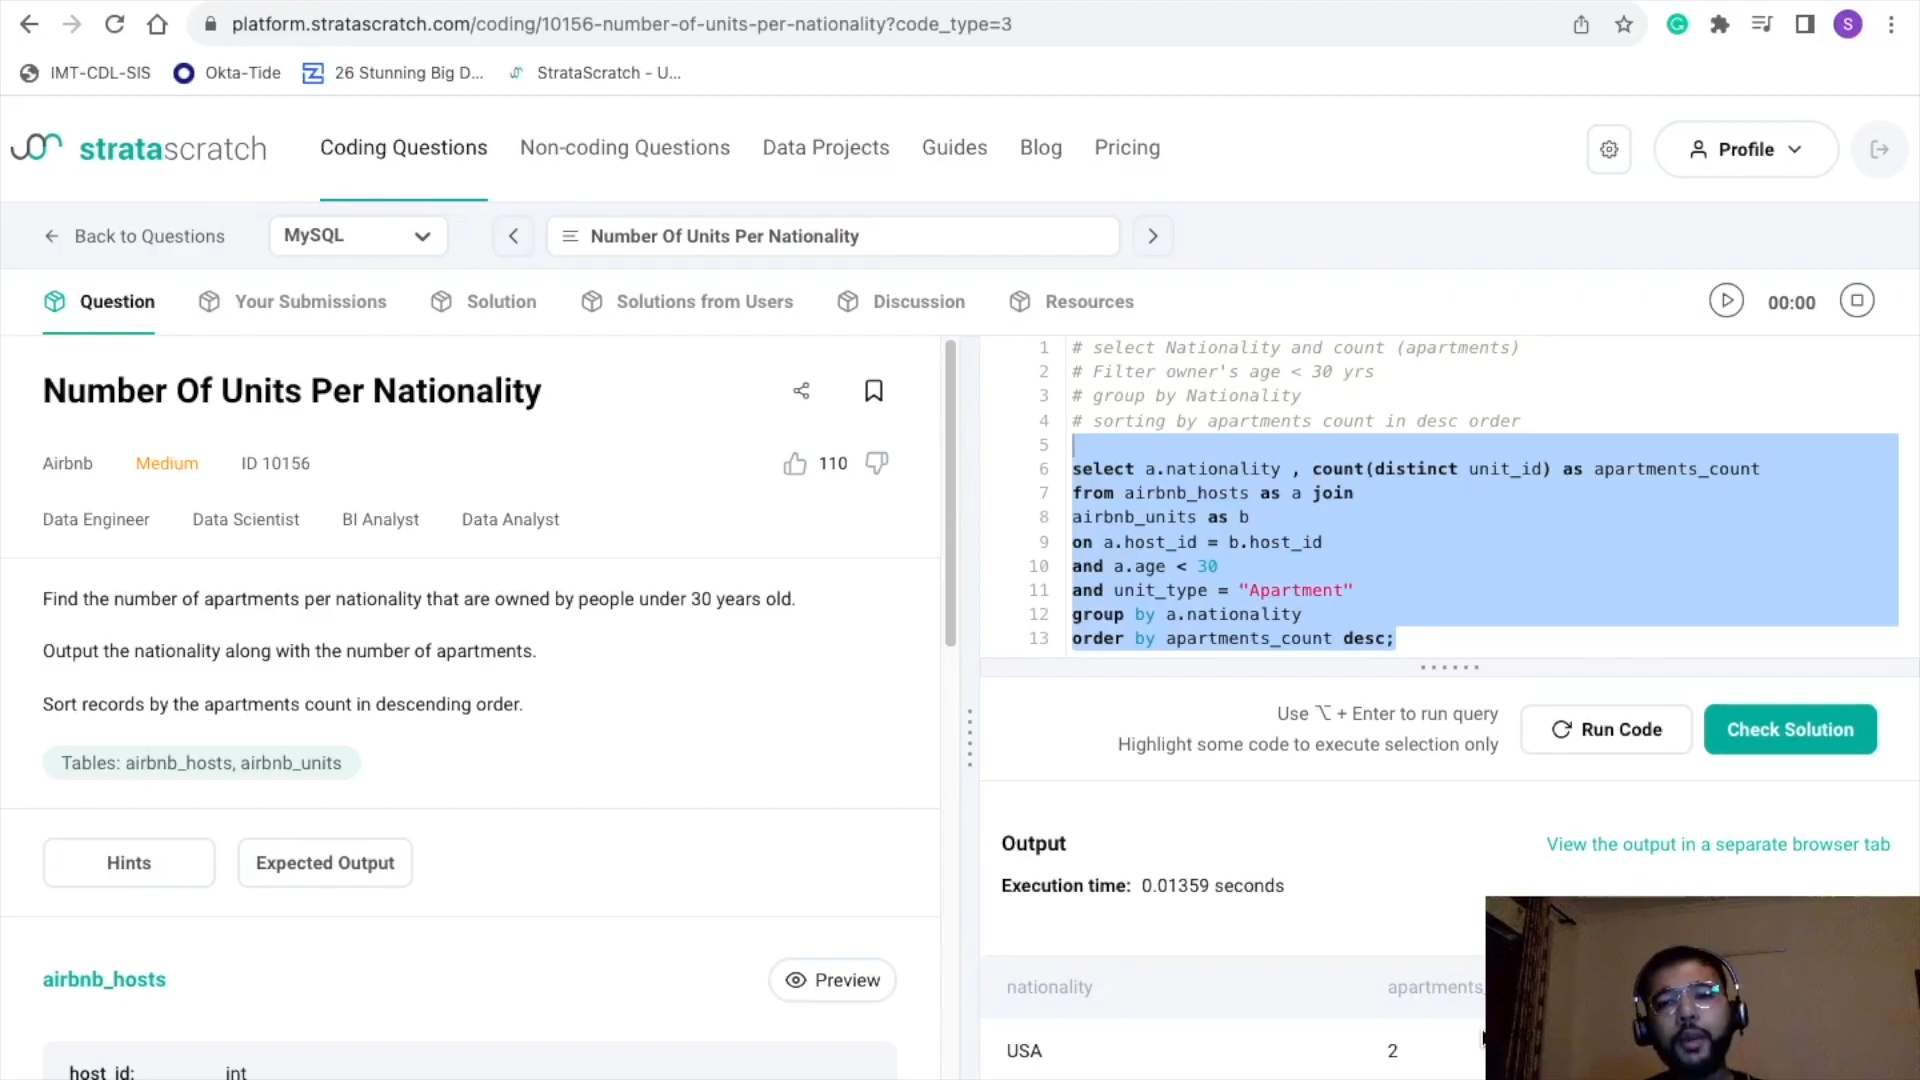 platform.stratascratch.com/coding/10156-number-of-units-per-nationality?code_type=3
S
IMT-CDL-SIS
Okta-Tide
26 Stunning Big D...
StrataScratch - U...
stratascratch
Coding Questions
Non-coding Questions
Data Projects
Guides
Blog
Pricing
Profile
Back to Questions
MySQL
Number Of Units Per Nationality
Question
Your Submissions
Solution
Solutions from Users
Discussion
Resources
00:00
Number Of Units Per Nationality
Airbnb
Medium
ID 10156
110
Data Engineer
Data Scientist
BI Analyst
Data Analyst
Find the number of apartments per nationality that are owned by people under 30 years old.
Output the nationality along with the number of apartments.
Sort records by the apartments count in descending order.
Tables: airbnb_hosts, airbnb_units
Hints
Expected Output
airbnb_hosts
Preview
host_id: int
1 # select Nationality and count (apartments)
2 # Filter owner's age < 30 yrs
3 # group by Nationality
4 # sorting by apartments count in desc order
5
6 select a.nationality , count(distinct unit_id) as apartments_count
7 from airbnb_hosts as a join
8 airbnb_units as b
9 on a.host_id = b.host_id
10 and a.age < 30
11 and unit_type = "Apartment"
12 group by a.nationality
13 order by apartments_count desc;
Use ⌥ + Enter to run query
Highlight some code to execute selection only
Run Code
Check Solution
Output
View the output in a separate browser tab
Execution time: 0.01359 seconds
nationality
apartments_
USA
2